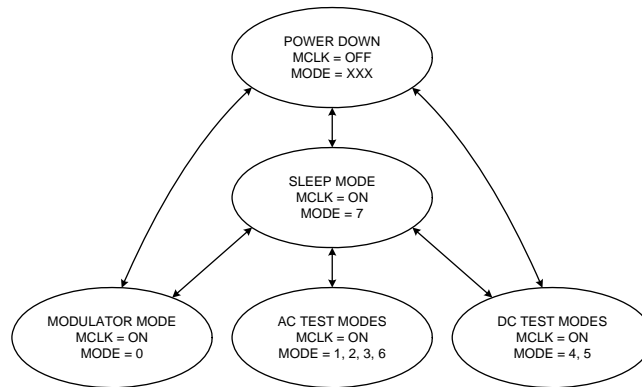 POWER DOWN
MCLK = OFF
MODE = XXX
SLEEP MODE
MCLK = ON
MODE = 7
MODULATOR MODE
MCLK = ON
MODE = 0
AC TEST MODES
MCLK = ON
MODE = 1, 2, 3, 6
DC TEST MODES
MCLK = ON
MODE = 4, 5